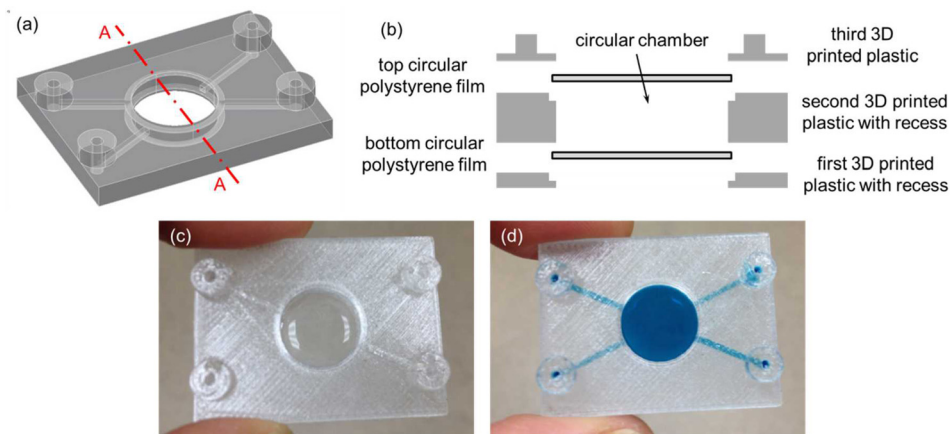 (a)
A
A
(b)
circular chamber
top circular
polystyrene film
bottom circular
polystyrene film
third 3D
printed plastic
second 3D printed
plastic with recess
first 3D printed
plastic with recess
(c)
(d)